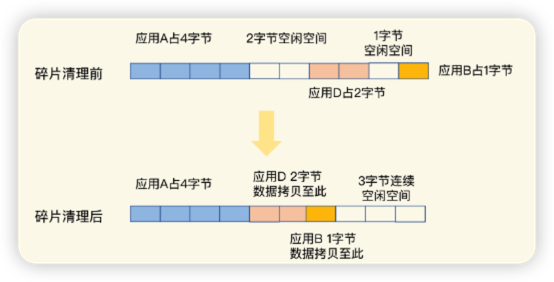 应用A占4字节
2字节空闲空间
1字节
空闲空间
碎片清理前
应用B占1字节
应用D占2字节
应用A占4字节
应用D 2字节
数据拷贝至此
3字节连续
空闲空间
碎片清理后
应用B 1字节
数据拷贝至此